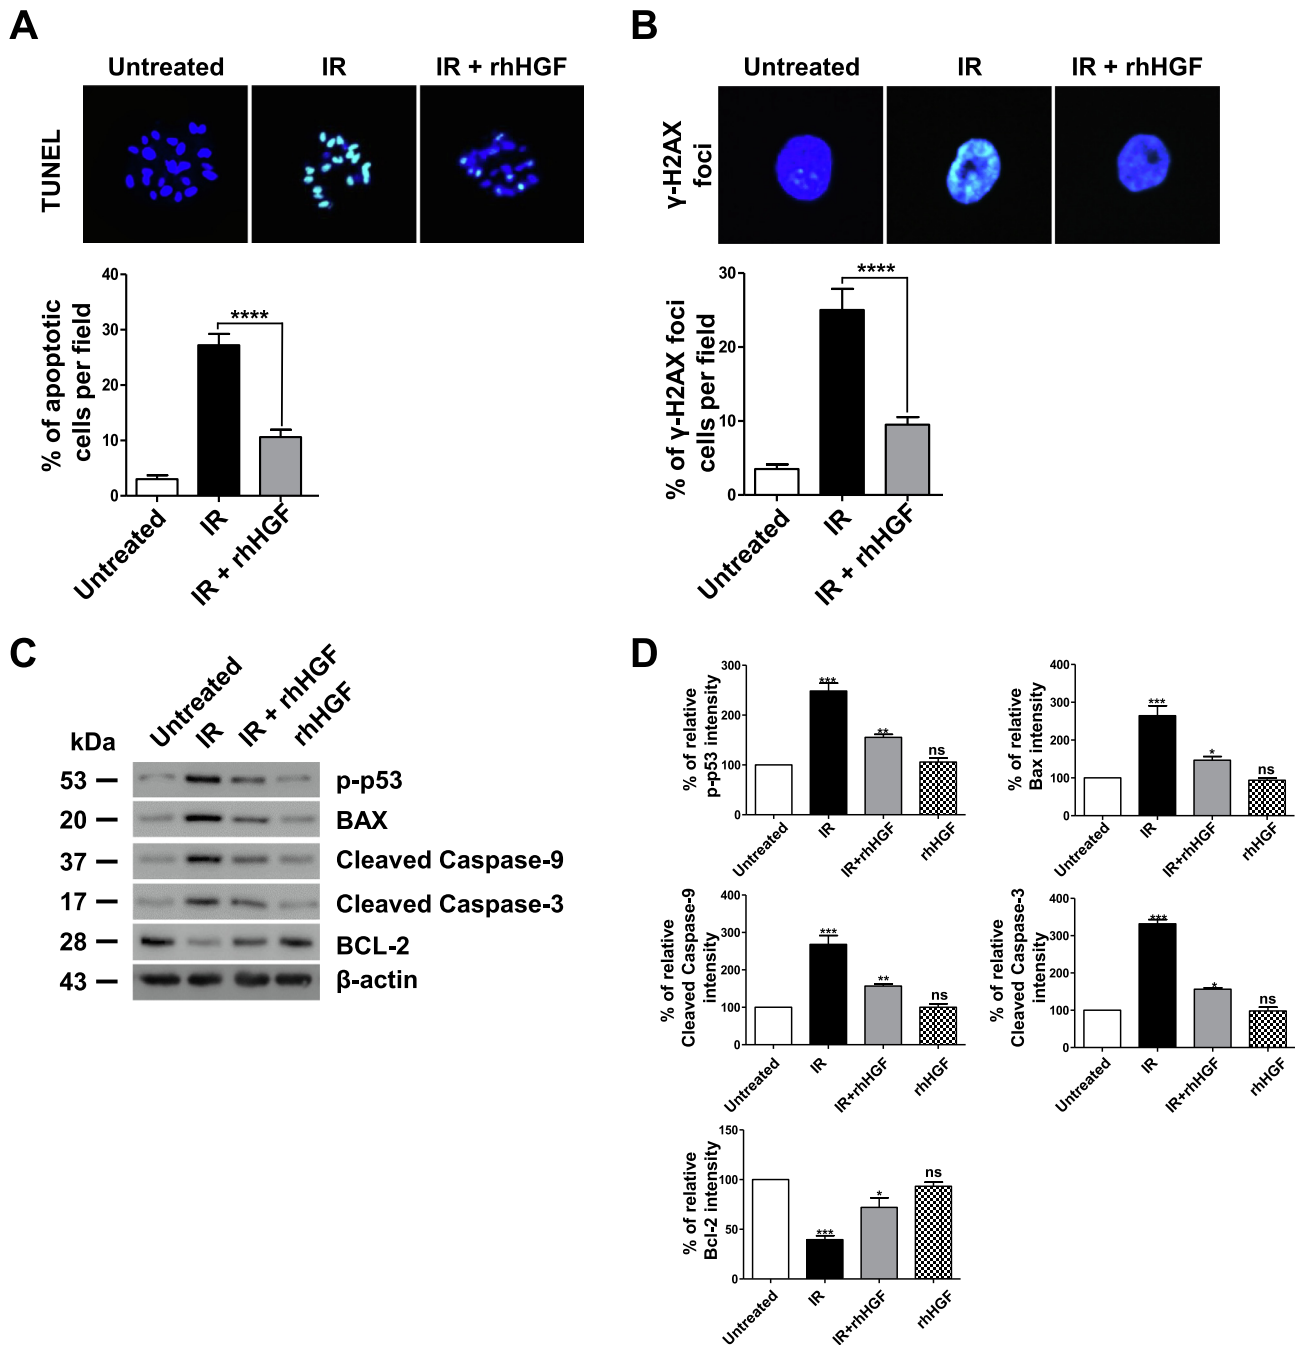 A
Untreated
IR
IR + rhHGF
TUNEL
% of apoptotic
cells per field
40
30
20
10
0
****
Untreated
IR
IR + rhHGF
B
Untreated
IR
IR + rhHGF
γ-H2AX
foci
% of γ-H2AX foci
cells per field
30
20
10
0
****
Untreated
IR
IR + rhHGF
C
Untreated
IR
IR + rhHGF
rhHGF
kDa
53
p-p53
20
BAX
37
Cleaved Caspase-9
17
Cleaved Caspase-3
28
BCL-2
43
β-actin
D
% of relative
p-p53 intensity
300
200
100
0
***
**
ns
Untreated
IR
IR+rhHGF
rhHGF
% of relative
Bax intensity
400
300
200
100
0
***
*
ns
Untreated
IR
IR+rhHGF
rhHGF
% of relative
Cleaved Caspase-9
intensity
400
300
200
100
0
***
**
ns
Untreated
IR
IR+rhHGF
rhHGF
% of relative
Cleaved Caspase-3
intensity
400
300
200
100
0
***
*
ns
Untreated
IR
IR+rhHGF
rhHGF
% of relative
Bcl-2 intensity
150
100
50
0
***
*
ns
Untreated
IR
IR+rhHGF
rhHGF